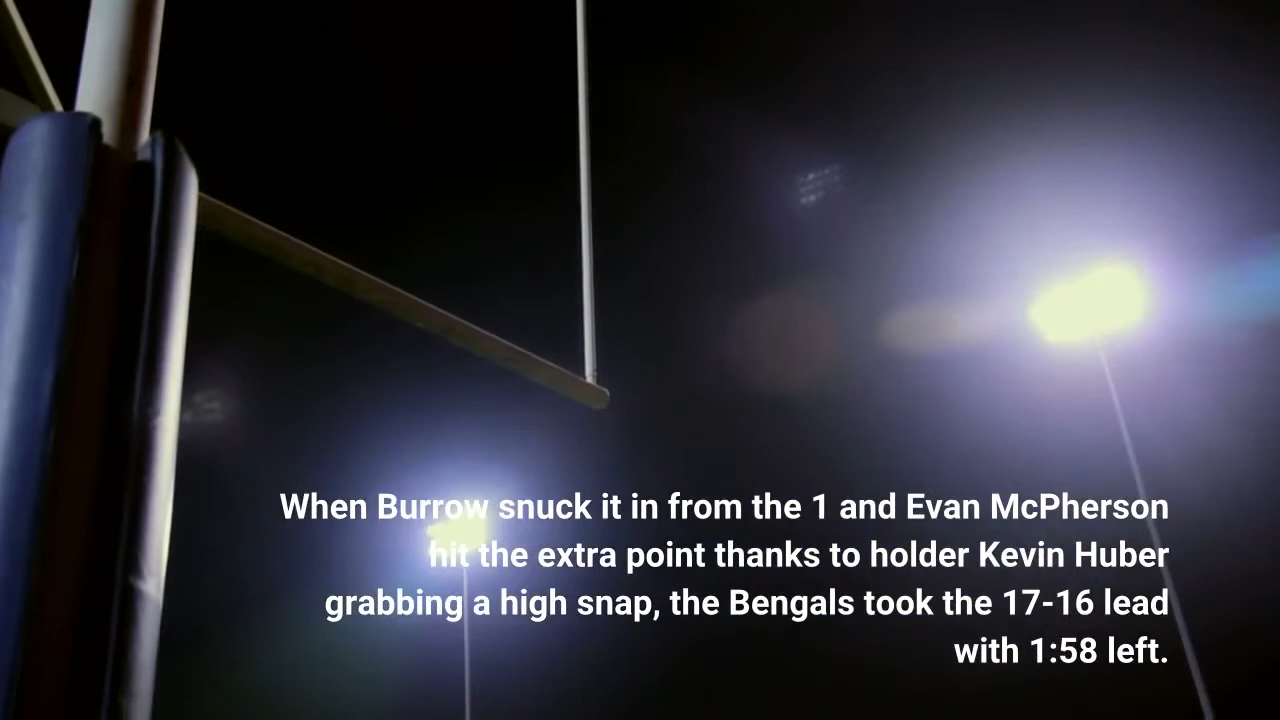 When Burrow snuck it in from the 1 and Evan McPherson
hit the extra point thanks to holder Kevin Huber
grabbing a high snap, the Bengals took the 17-16 lead
with 1:58 left.